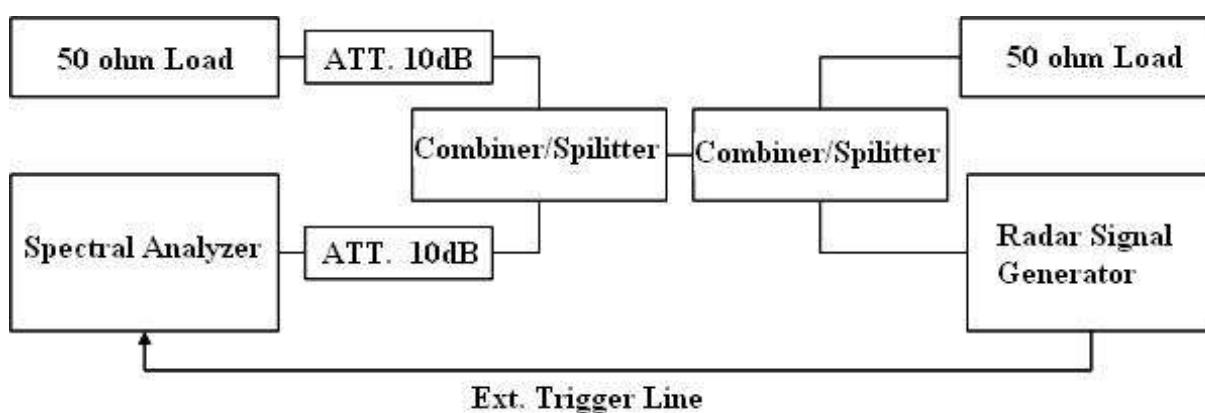 50 ohm Load
ATT. 10dB
50 ohm Load
Combiner/Spilitter
Combiner/Spilitter
Spectral Analyzer
ATT. 10dB
Radar Signal
Generator
Ext. Trigger Line